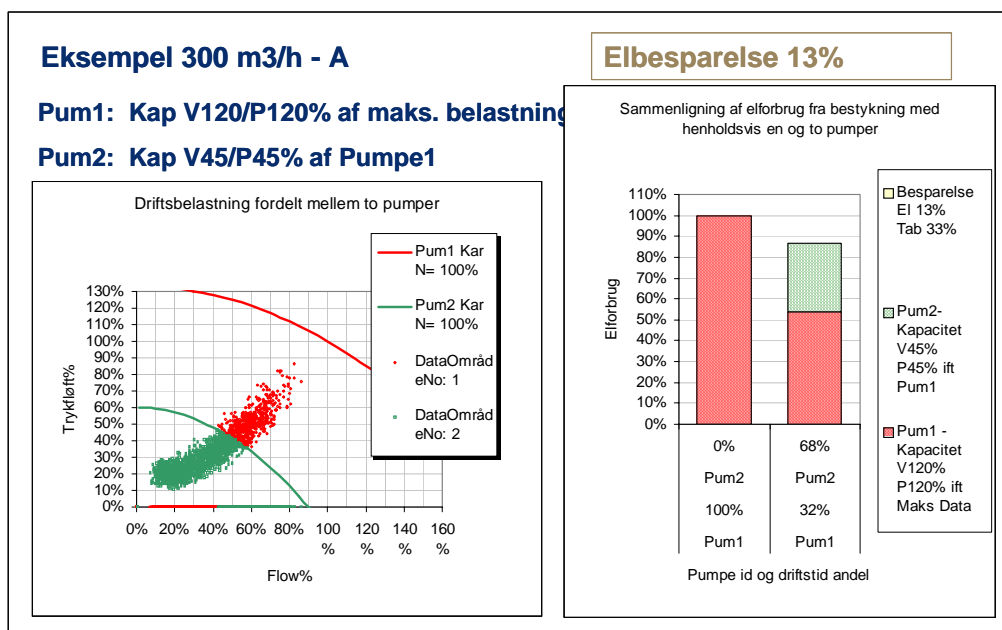 Eksempel 300 m3/h - A
Pum1: Kap V120/P120% af maks. belastning
Pum2: Kap V45/P45% af Pumpe1
Elbesparelse 13%
Driftsbelastning fordelt mellem to pumper
Pum1 Kar
N= 100%
Pum2 Kar
N= 100%
DataOmråd
eNo: 1
DataOmråd
eNo: 2
Trykfløft%
130%
120%
110%
100%
90%
80%
70%
60%
50%
40%
30%
20%
10%
0%
0% 20% 40% 60% 80% 100 % 120 % 140 % 160 %
Flow%
Sammenligning af elforbrug fra bestykning med
henholdsvis en og to pumper
Elforbrug
110%
100%
90%
80%
70%
60%
50%
40%
30%
20%
10%
0%
0% 68%
Pum2 Pum2
100% 32%
Pum1 Pum1
Pumpe id og driftstid andel
Besparelse
El 13%
Tab 33%
Pum2-
Kapacitet
V45%
P45% ift
Pum1
Pum1 -
Kapacitet
V120%
P120% ift
Maks Data